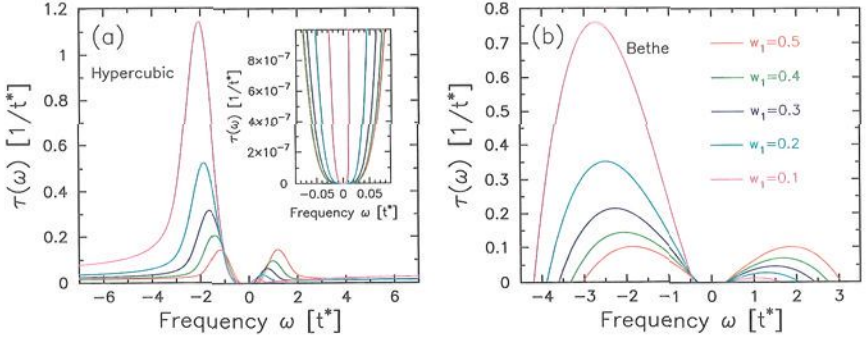 (a)
Hypercubic
τ(ω) [1/t*]
1.2
1
0.8
0.6
0.4
0.2
0
−6 −4 −2 0 2 4 6
Frequency ω [t*]
τ(ω) [1/t*]
8×10⁻⁷
6×10⁻⁷
4×10⁻⁷
2×10⁻⁷
0
−0.05 0 0.05
Frequency ω [t*]
(b)
Bethe
τ(ω) [1/t*]
0.8
0.7
0.6
0.5
0.4
0.3
0.2
0.1
0
−4 −3 −2 −1 0 1 2 3
Frequency ω [t*]
w₁=0.5
w₁=0.4
w₁=0.3
w₁=0.2
w₁=0.1